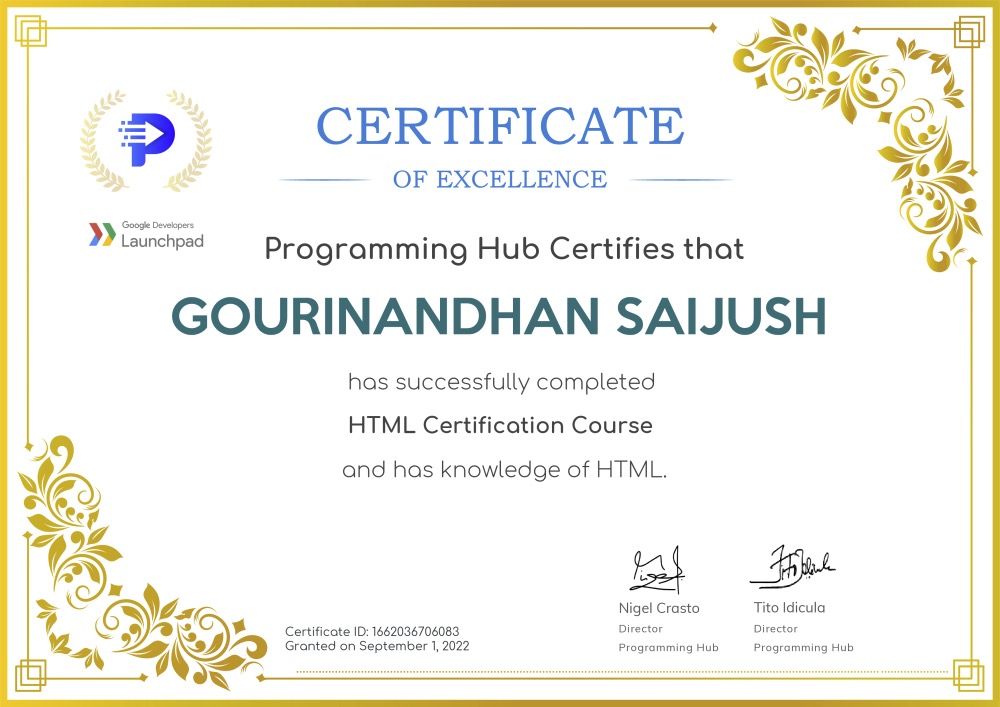 CERTIFICATE
OF EXCELLENCE
Google Developers
Launchpad
Programming Hub Certifies that
GOURINANDHAN SAIJUSH
has successfully completed
HTML Certification Course
and has knowledge of HTML.
Nigel Crasto
Director
Programming Hub
Tito Idicula
Director
Programming Hub
Certificate ID: 1662036706083
Granted on September 1, 2022